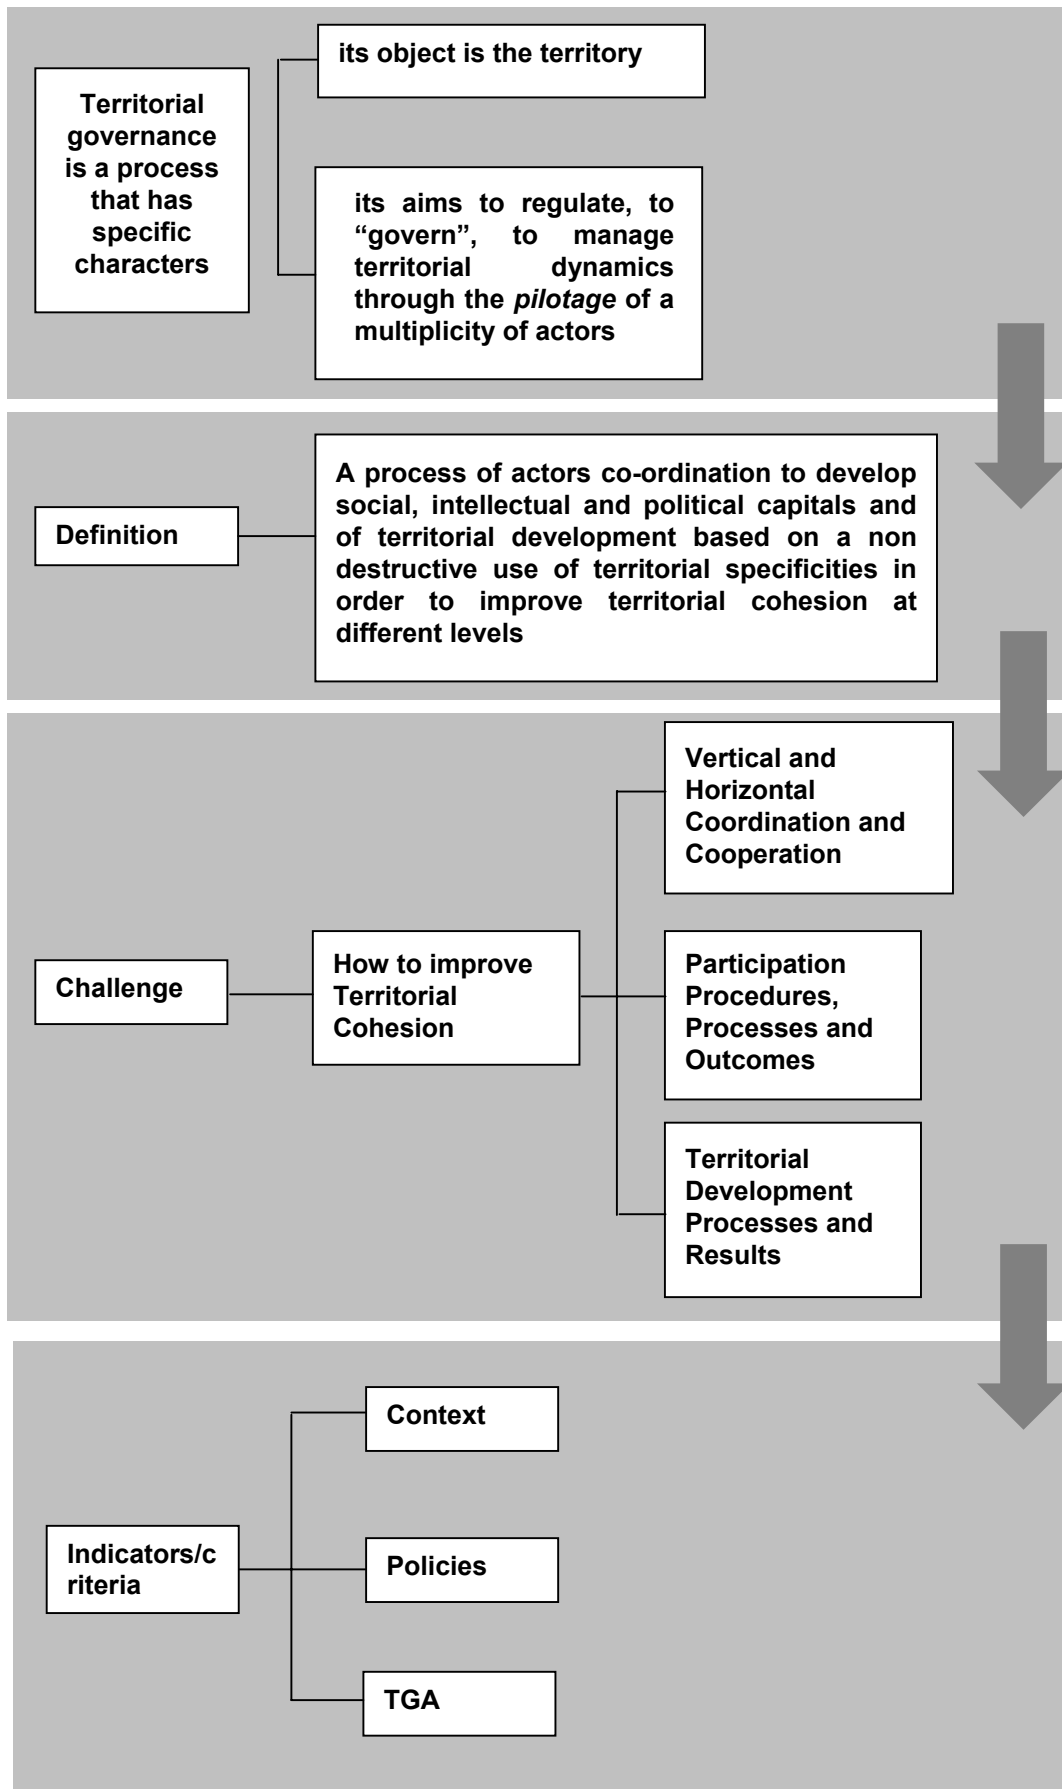 its object is the territory
Territorial
governance
is a process
that has
specific
characters
its aims to regulate, to
“govern”, to manage
territorial dynamics
through the pilotage of a
multiplicity of actors
Definition
A process of actors co-ordination to develop
social, intellectual and political capitals and
of territorial development based on a non
destructive use of territorial specificities in
order to improve territorial cohesion at
different levels
Challenge
How to improve
Territorial
Cohesion
Vertical and
Horizontal
Coordination and
Cooperation
Participation
Procedures,
Processes and
Outcomes
Territorial
Development
Processes and
Results
Indicators/c
riteria
Context
Policies
TGA